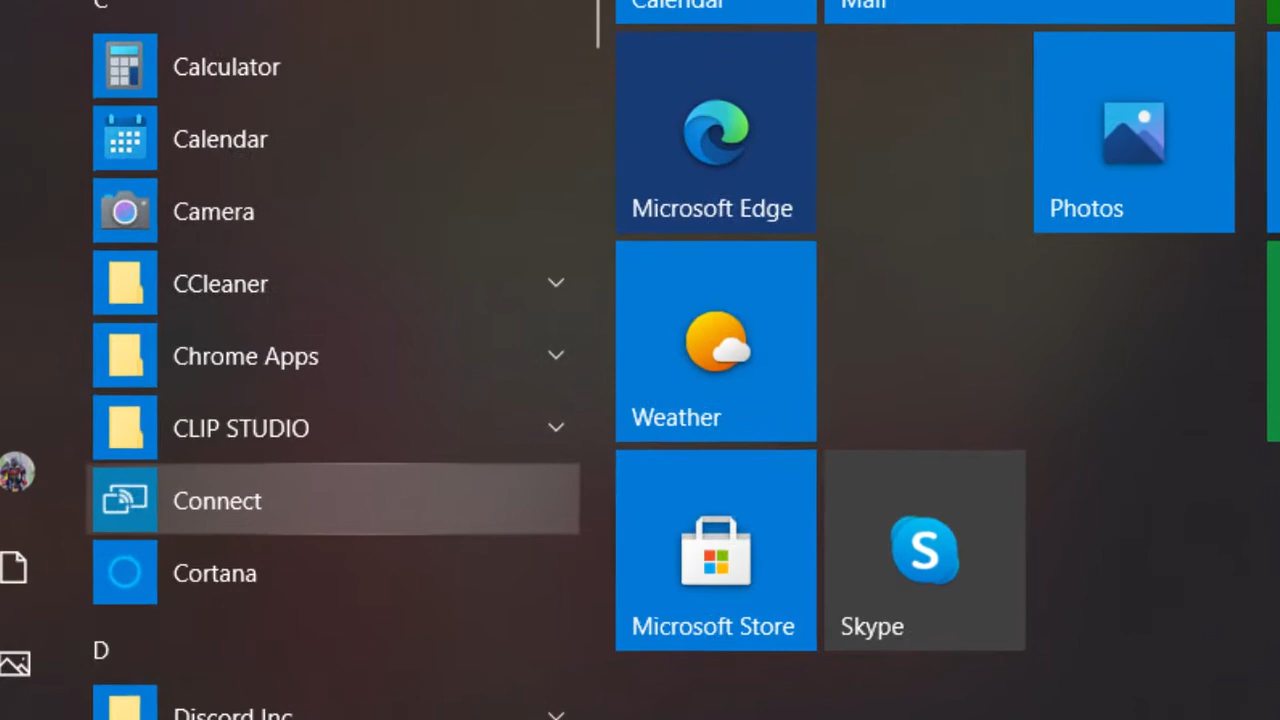 C
Calculator
Calendar
Camera
CCleaner
Chrome Apps
CLIP STUDIO
Connect
Cortana
D
Discord Inc
Calendar
Mail
Microsoft Edge
Photos
Weather
Microsoft Store
S
Skype